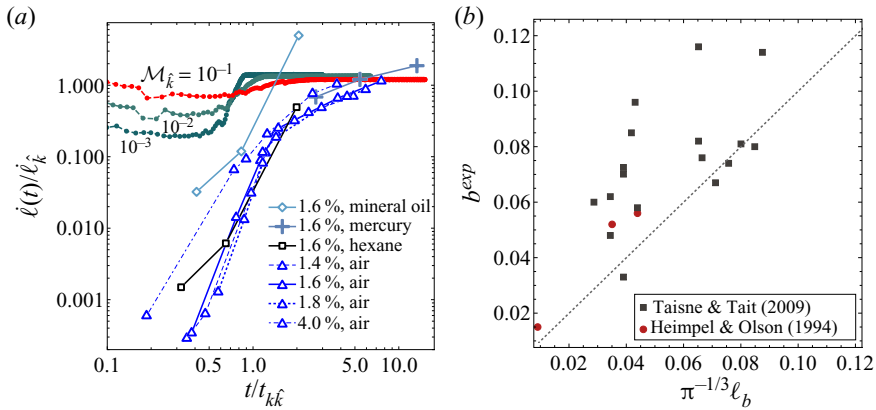 (a)
1.000
0.100
0.010
0.001
ℓ̇(t)/ℓ̇_k̂
ℳ_k̂ = 10⁻¹
10⁻²
10⁻³
1.6 %, mineral oil
1.6 %, mercury
1.6 %, hexane
1.4 %, air
1.6 %, air
1.8 %, air
4.0 %, air
0.1 0.5 1.0 5.0 10.0
t/t_kk̂
(b)
0.12
0.10
0.08
0.06
0.04
0.02
b^exp
Taisne & Tait (2009)
Heimpel & Olson (1994)
0.02 0.04 0.06 0.08 0.10 0.12
π⁻¹/³ℓ_b